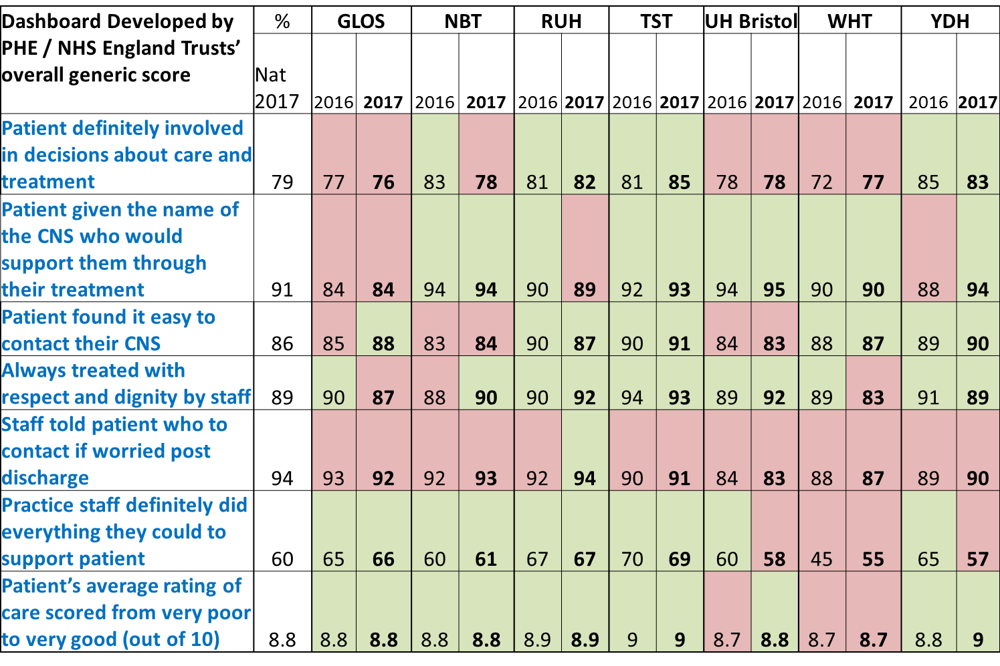 Dashboard Developed by % GLOS NBT RUH TST UH Bristol WHT YDH
PHE / NHS England Trusts’
overall generic score Nat
2017 2016 2017 2016 2017 2016 2017 2016 2017 2016 2017 2016 2017 2016 2017
Patient definitely involved
in decisions about care and
treatment 79 77 76 83 78 81 82 81 85 78 78 72 77 85 83
Patient given the name of
the CNS who would
support them through
their treatment 91 84 84 94 94 90 89 92 93 94 95 90 90 88 94
Patient found it easy to
contact their CNS 86 85 88 83 84 90 87 90 91 84 83 88 87 89 90
Always treated with
respect and dignity by staff 89 90 87 88 90 90 92 94 93 89 92 89 83 91 89
Staff told patient who to
contact if worried post
discharge 94 93 92 92 93 92 94 90 91 84 83 88 87 89 90
Practice staff definitely did
everything they could to
support patient 60 65 66 60 61 67 67 70 69 60 58 45 55 65 57
Patient’s average rating of
care scored from very poor
to very good (out of 10) 8.8 8.8 8.8 8.8 8.8 8.9 8.9 9 9 8.7 8.8 8.7 8.7 8.8 9